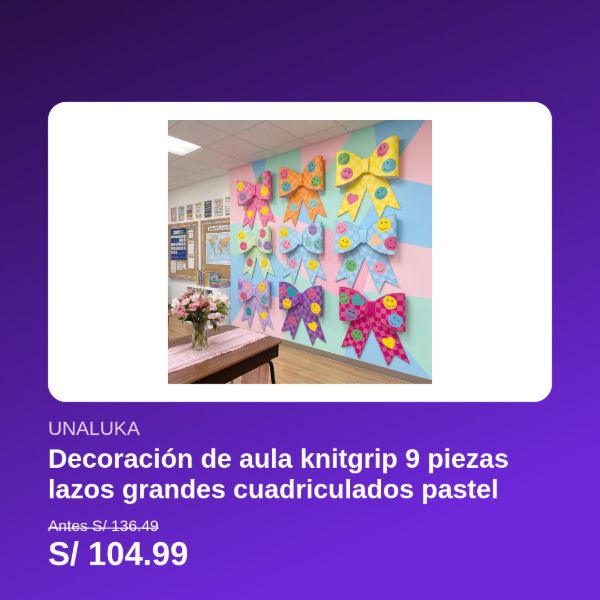 UNALUKA
Decoración de aula knitgrip 9 piezas
lazos grandes cuadriculados pastel
Antes S/ 136.49
S/ 104.99